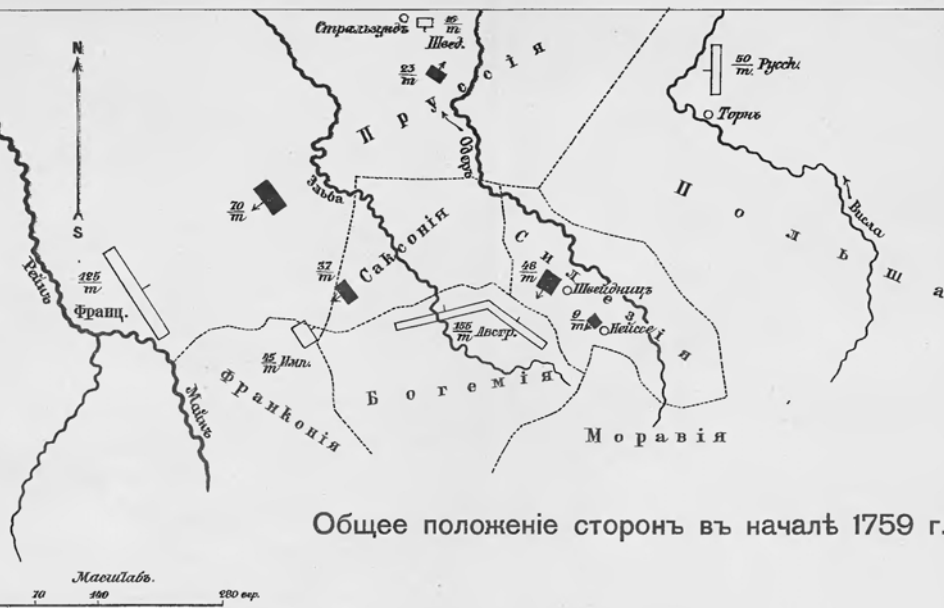 N
S
Стральзундъ
16/m
Швед.
23/m
Пруссія
Одеръ
50/m. Русск.
Торнъ
Висла
Польша
Эльба
70/m
37/m
Саксонія
Силезія
48/m
Швейдницъ
9/m
Нейссе
Рейнъ
125/m
Франц.
45/m Имп.
155/m Австр.
Богемія
Франконія
Майнъ
Моравія
Общее положеніе сторонъ въ началѣ 1759 г.
Масштабъ.
70 140 280 вер.